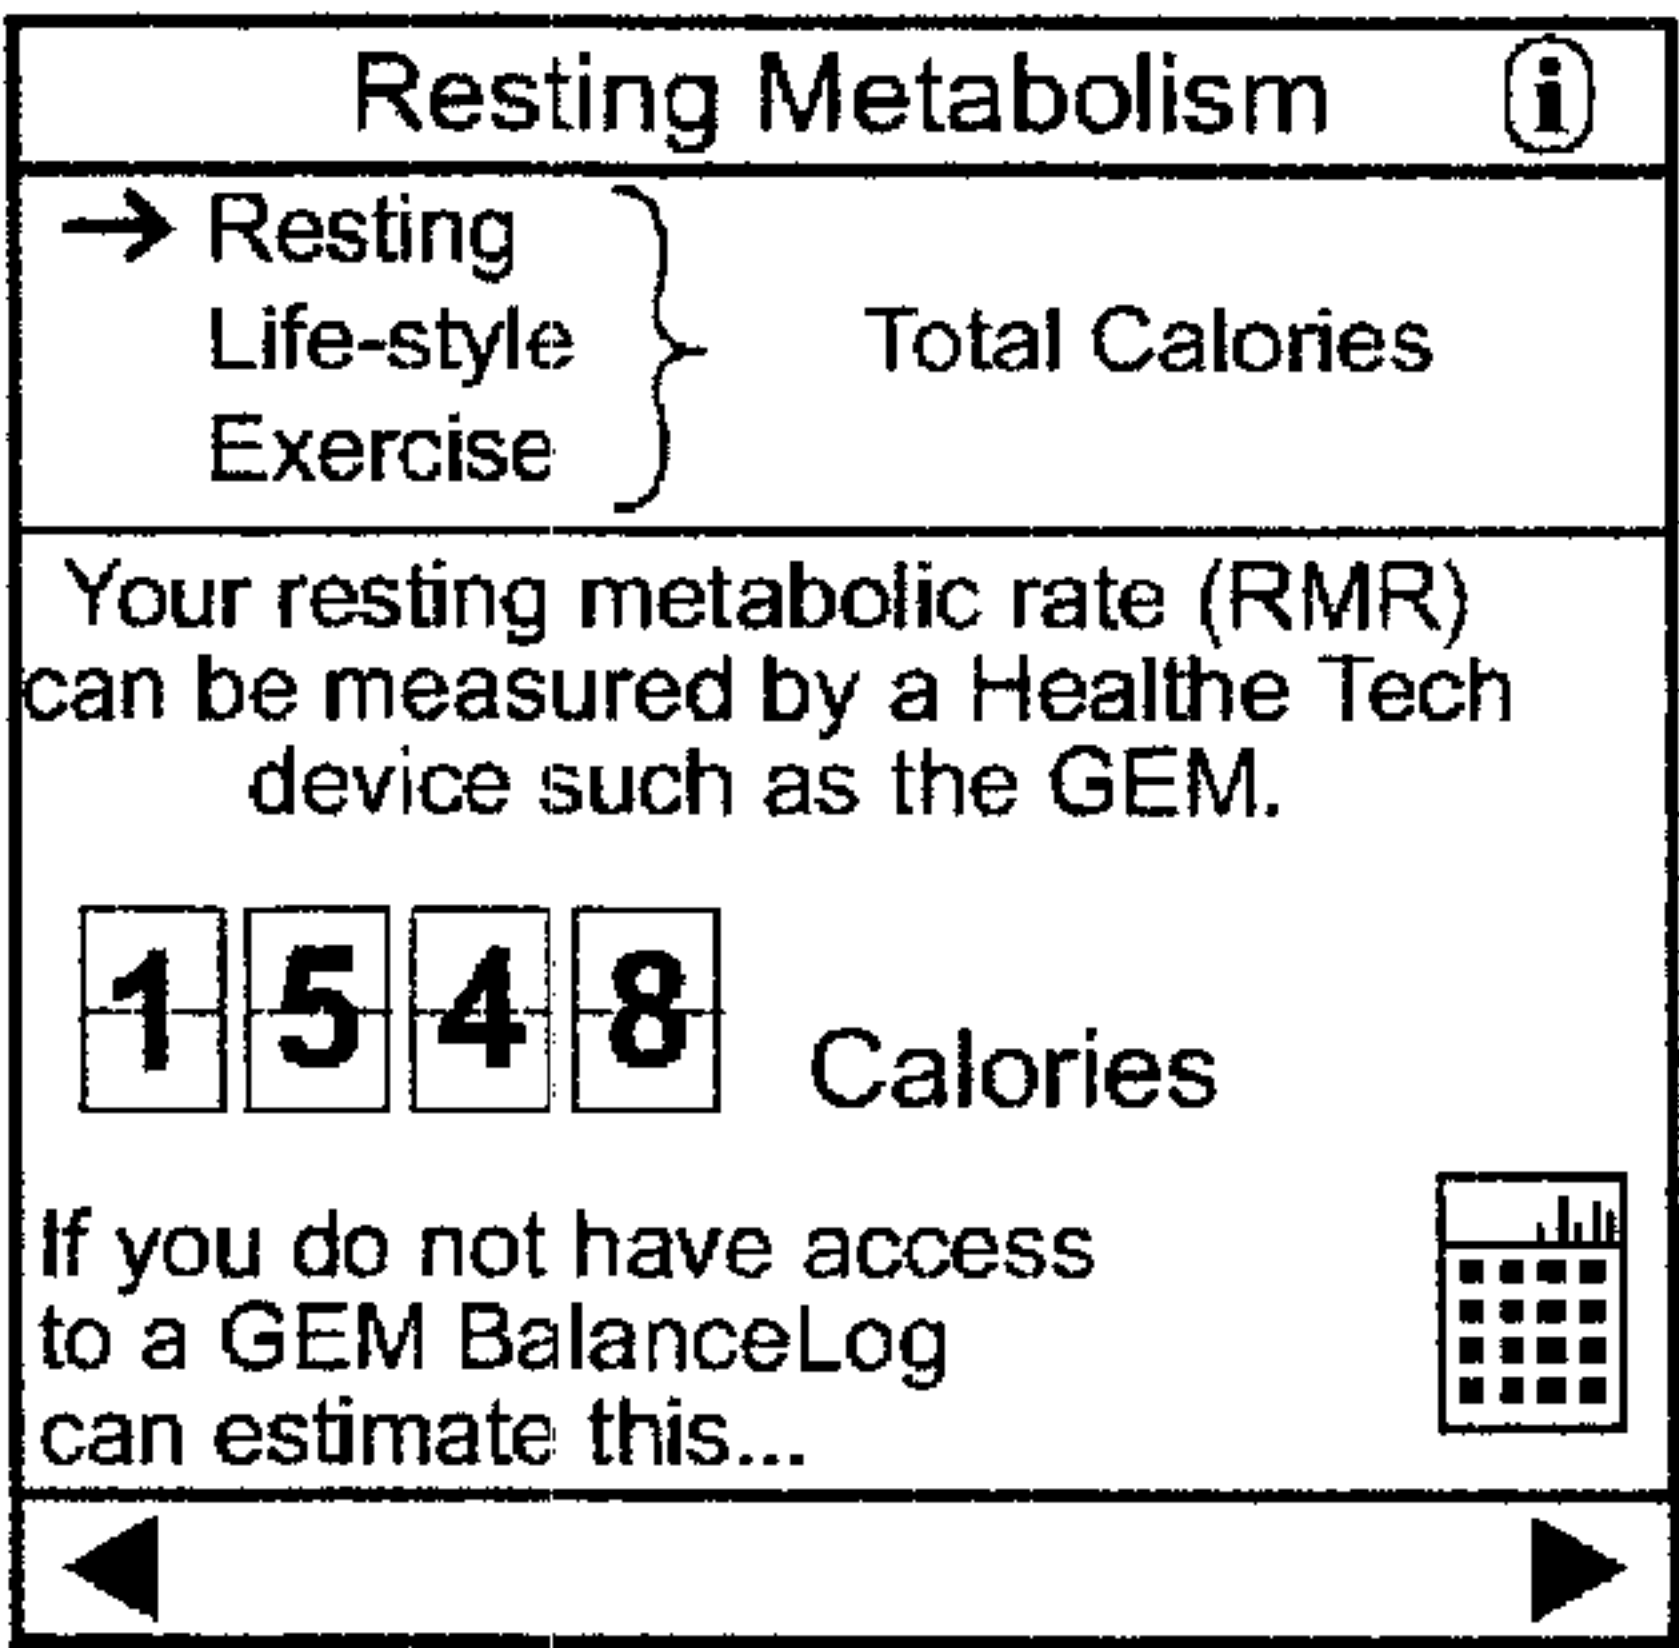 Resting Metabolism i
→ Resting
Life-style
Exercise
Total Calories
Your resting metabolic rate (RMR)
can be measured by a Healthe Tech
device such as the GEM.
1548 Calories
If you do not have access
to a GEM BalanceLog
can estimate this...